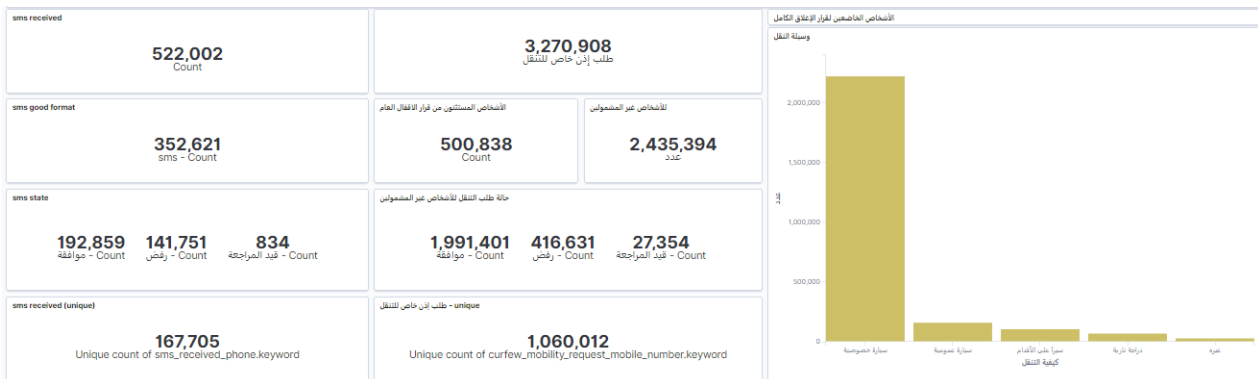 sms received
522,002
Count
3,270,908
طلب إذن خاص للتنقل
sms good format
352,621
sms - Count
الأشخاص المستثنون من قرار الاقفال العام
500,838
Count
للأشخاص غير المشمولين
2,435,394
عدد
sms state
192,859
Count - موافقة
141,751
Count - رفض
834
Count - قيد المراجعة
حالة طلب التنقل للأشخاص غير المشمولين
1,991,401
Count - موافقة
416,631
Count - رفض
27,354
Count - قيد المراجعة
sms received (unique)
167,705
Unique count of sms_received_phone.keyword
طلب إذن خاص للتنقل - unique
1,060,012
Unique count of curfew_mobility_request_mobile_number.keyword
الأشخاص الخاضعين لقرار الإغلاق الكامل
وسيلة التنقل
2,000,000
1,500,000
1,000,000
500,000
0
عدد
سيارة خصوصية
سيارة عمومية
سيراً على الأقدام
دراجة نارية
غيره
كيفية التنقل